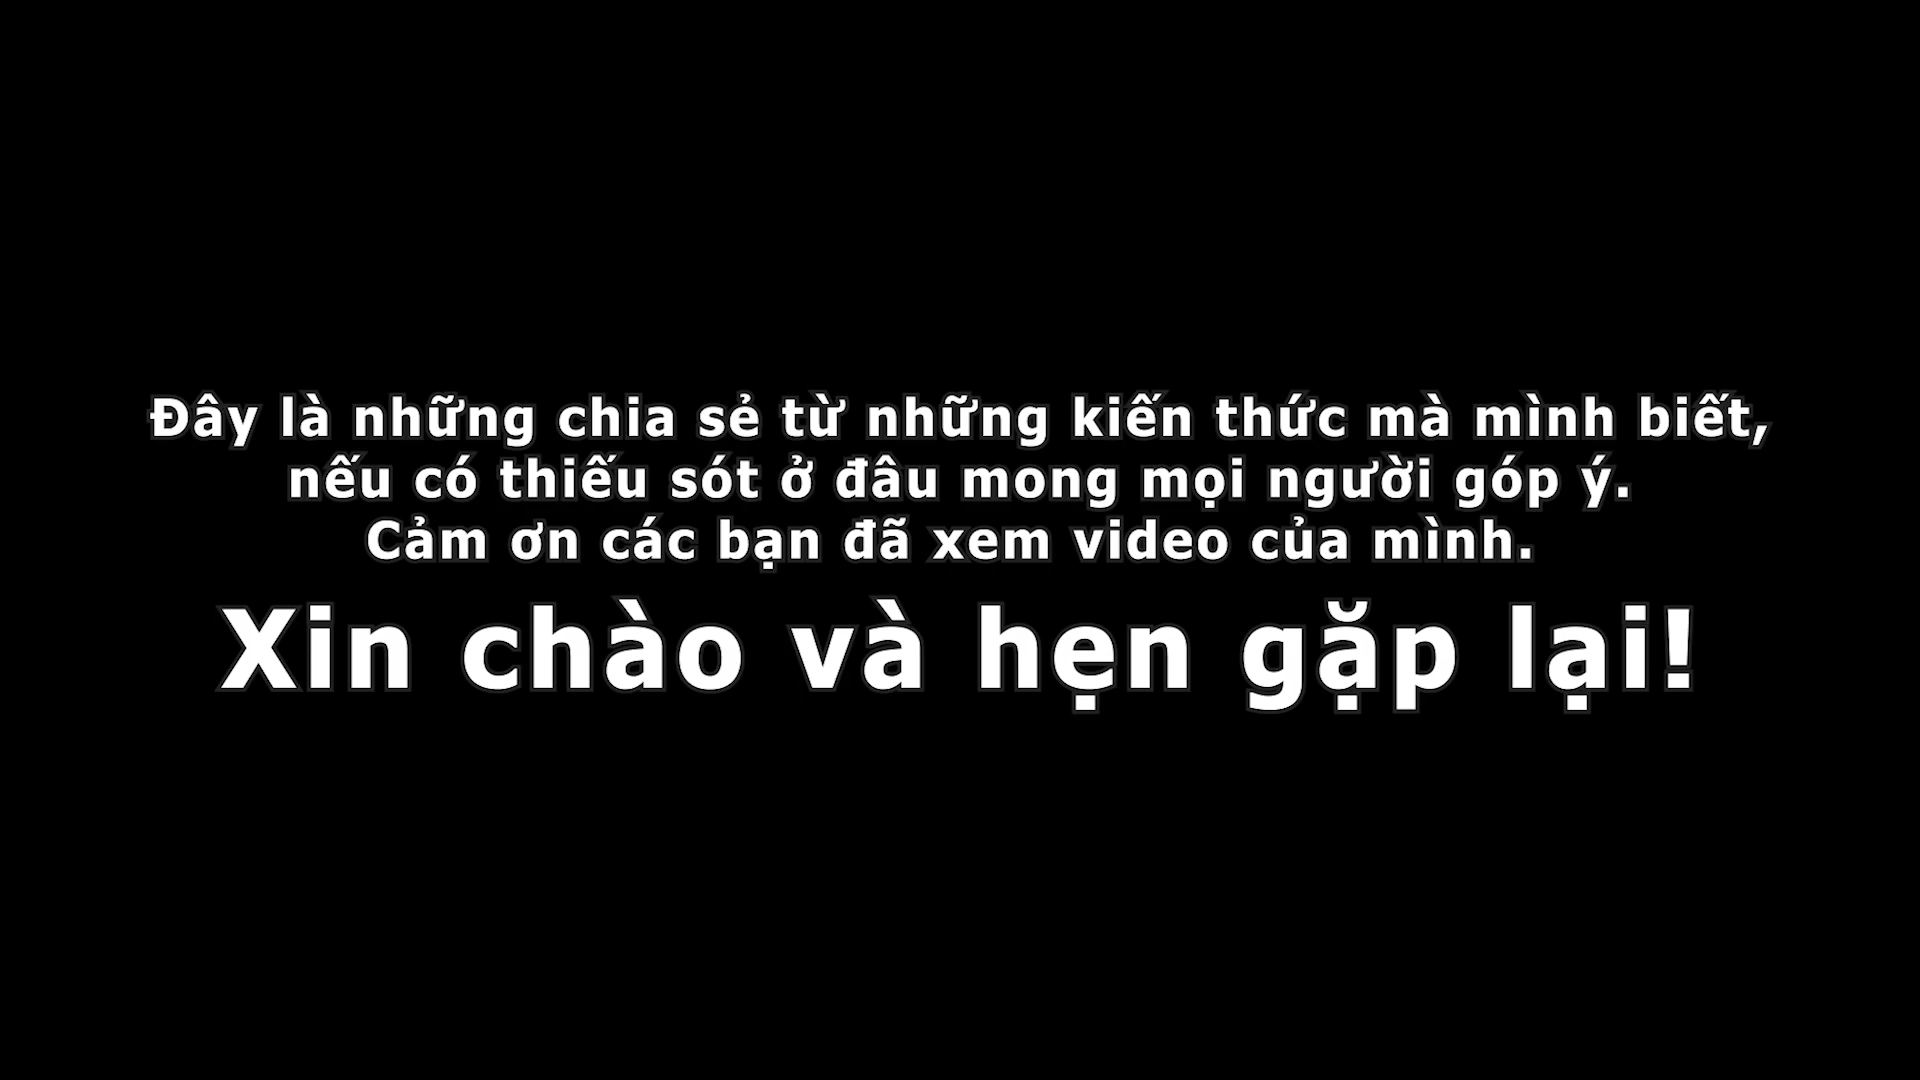 Đây là những chia sẻ từ những kiến thức mà mình biết,
nếu có thiếu sót ở đâu mong mọi người góp ý.
Cảm ơn các bạn đã xem video của mình.
Xin chào và hẹn gặp lại!